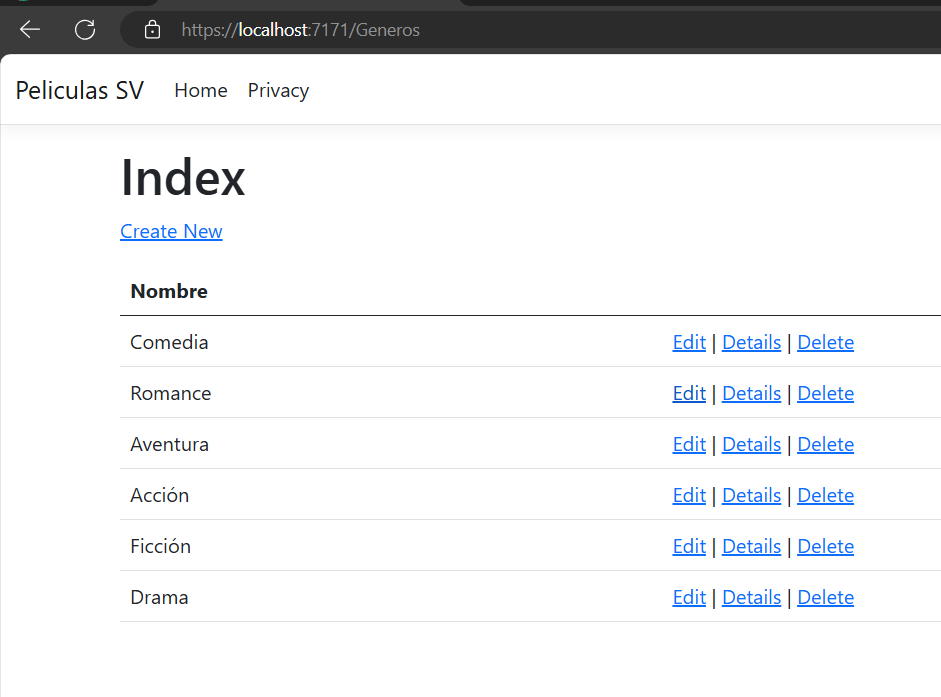 https://localhost:7171/Generos
Peliculas SV Home Privacy
Index
Create New
Nombre
Comedia Edit | Details | Delete
Romance Edit | Details | Delete
Aventura Edit | Details | Delete
Acción Edit | Details | Delete
Ficción Edit | Details | Delete
Drama Edit | Details | Delete